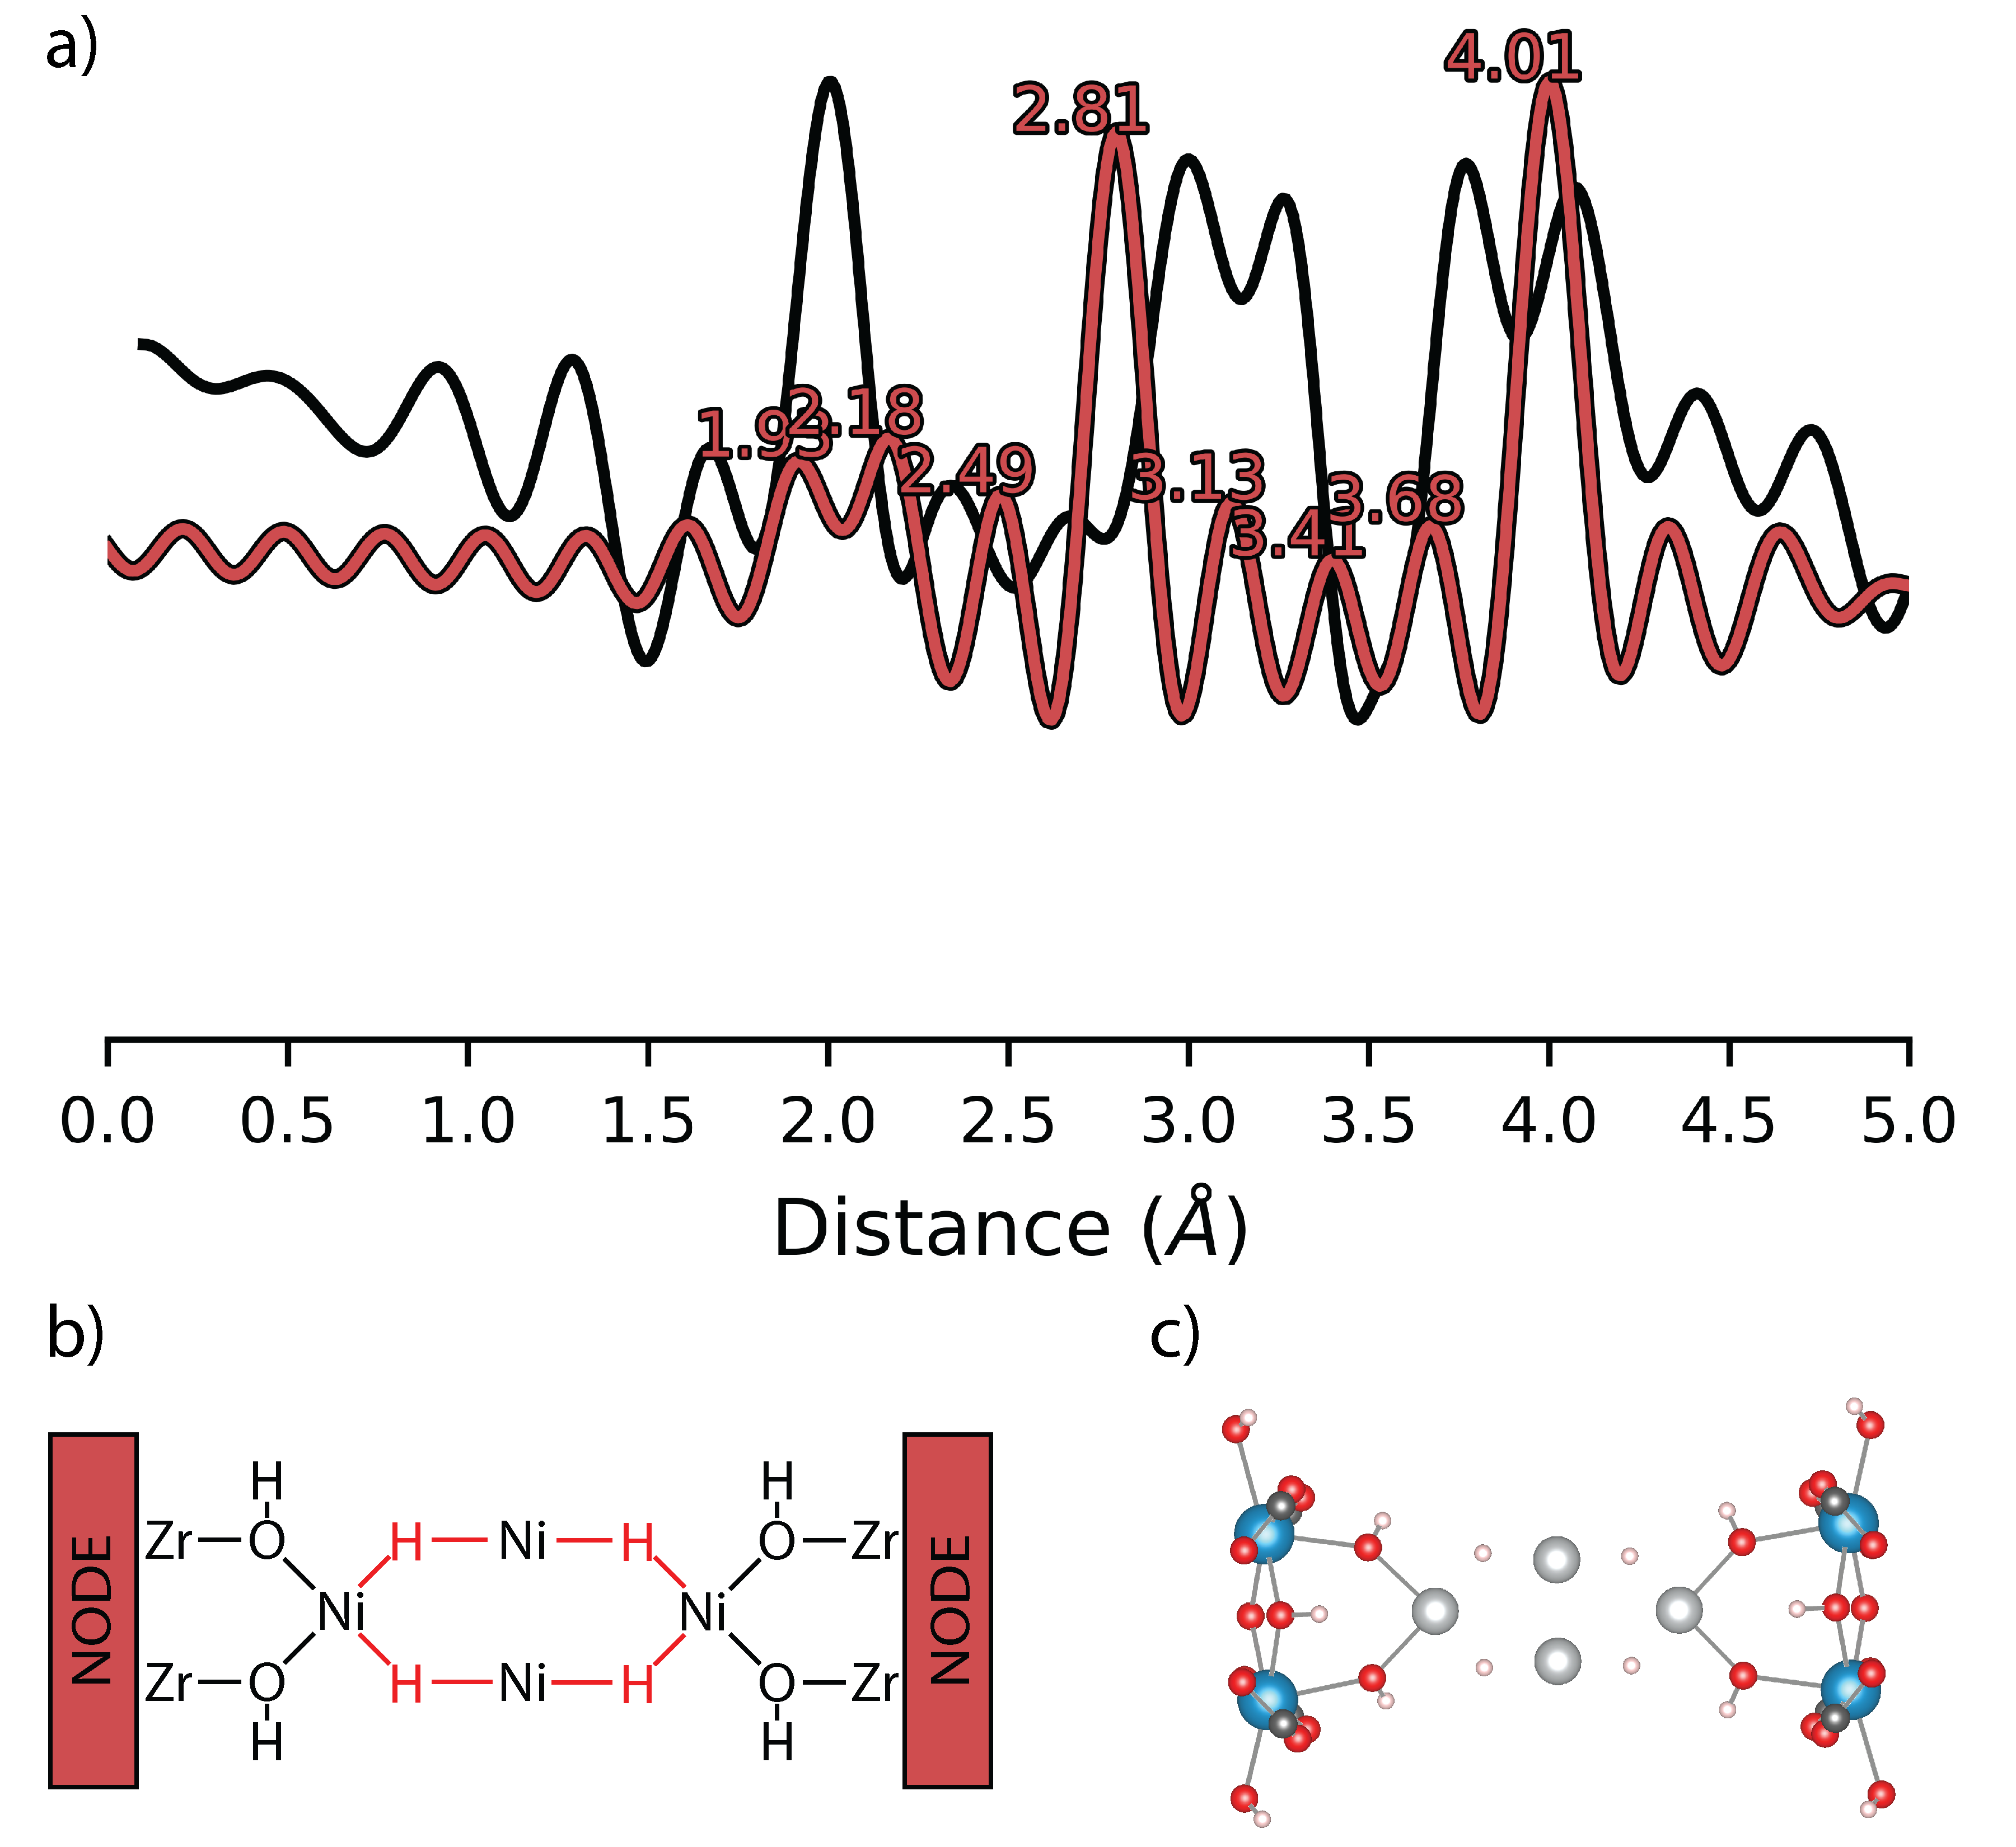 a)
4.01
2.81
2.18
1.93
2.49
3.13
3.68
3.41
0.0 0.5 1.0 1.5 2.0 2.5 3.0 3.5 4.0 4.5 5.0
Distance (Å)
b)
H H
Zr O H Ni H O Zr
NODE Ni Ni NODE
Zr O H Ni H O Zr
H H
c)